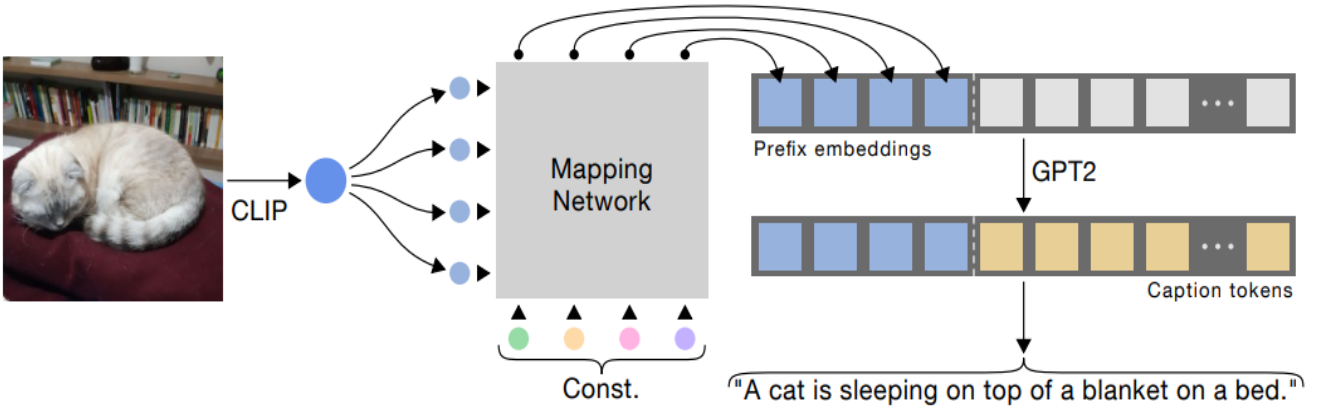 CLIP
Mapping
Network
Const.
Prefix embeddings
...
GPT2
...
Caption tokens
"A cat is sleeping on top of a blanket on a bed."